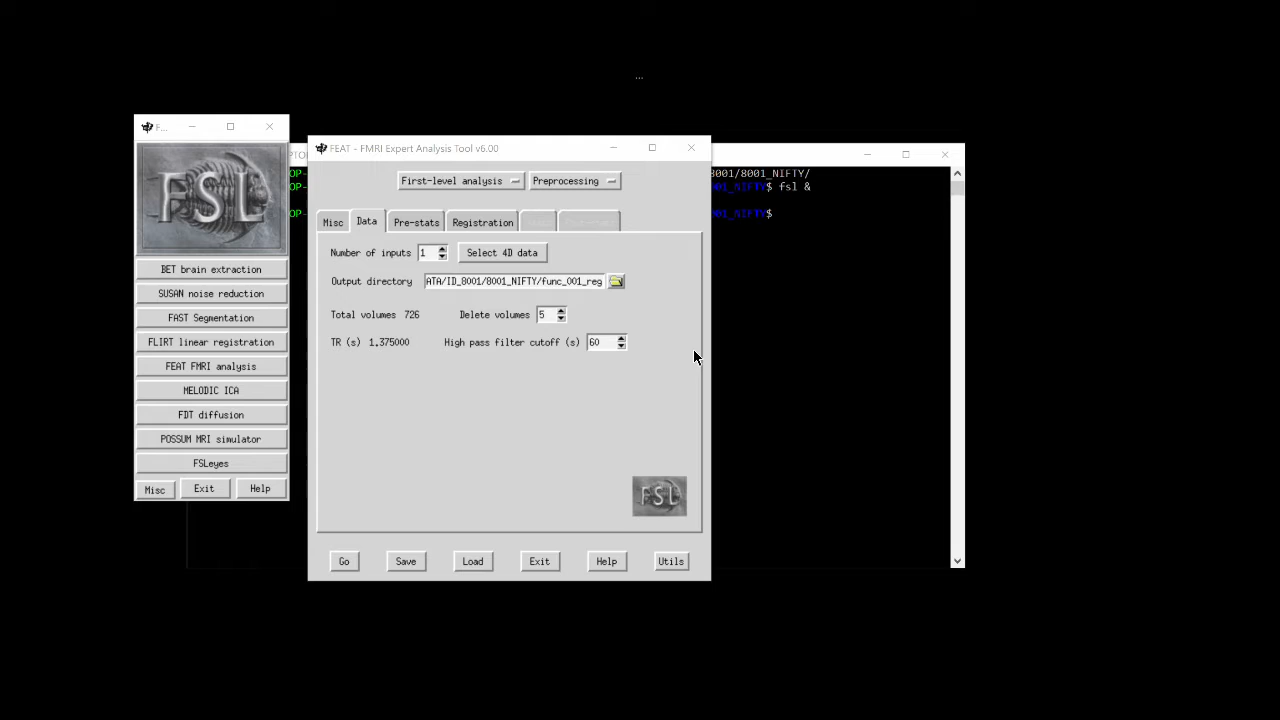 ...
F...
FSL
BET brain extraction
SUSAN noise reduction
FAST Segmentation
FLIRT linear registration
FEAT FMRI analysis
MELODIC ICA
FDT diffusion
POSSUM MRI simulator
FSLeyes
Misc Exit Help
FEAT - FMRI Expert Analysis Tool v6.00
First-level analysis Preprocessing
Misc Data Pre-stats Registration
Number of inputs 1 Select 4D data
Output directory ATA/ID_8001/8001_NIFTY/func_001_reg
Total volumes 726 Delete volumes 5
TR (s) 1.375000 High pass filter cutoff (s) 60
FSL
Go Save Load Exit Help Utils
8001/8001_NIFTY/
OP- 001_NIFTY$ fsl &
OP- 001_NIFTY$